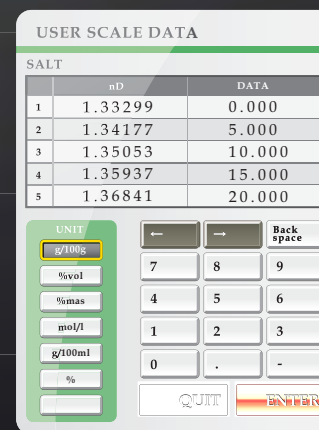 USER SCALE DATA
SALT
nD DATA
1 1.33299 0.000
2 1.34177 5.000
3 1.35053 10.000
4 1.35937 15.000
5 1.36841 20.000
UNIT
g/100g
%vol
%mas
mol/l
g/100ml
%
← → Back space
7 8 9
4 5 6
1 2 3
0 . -
QUIT ENTER